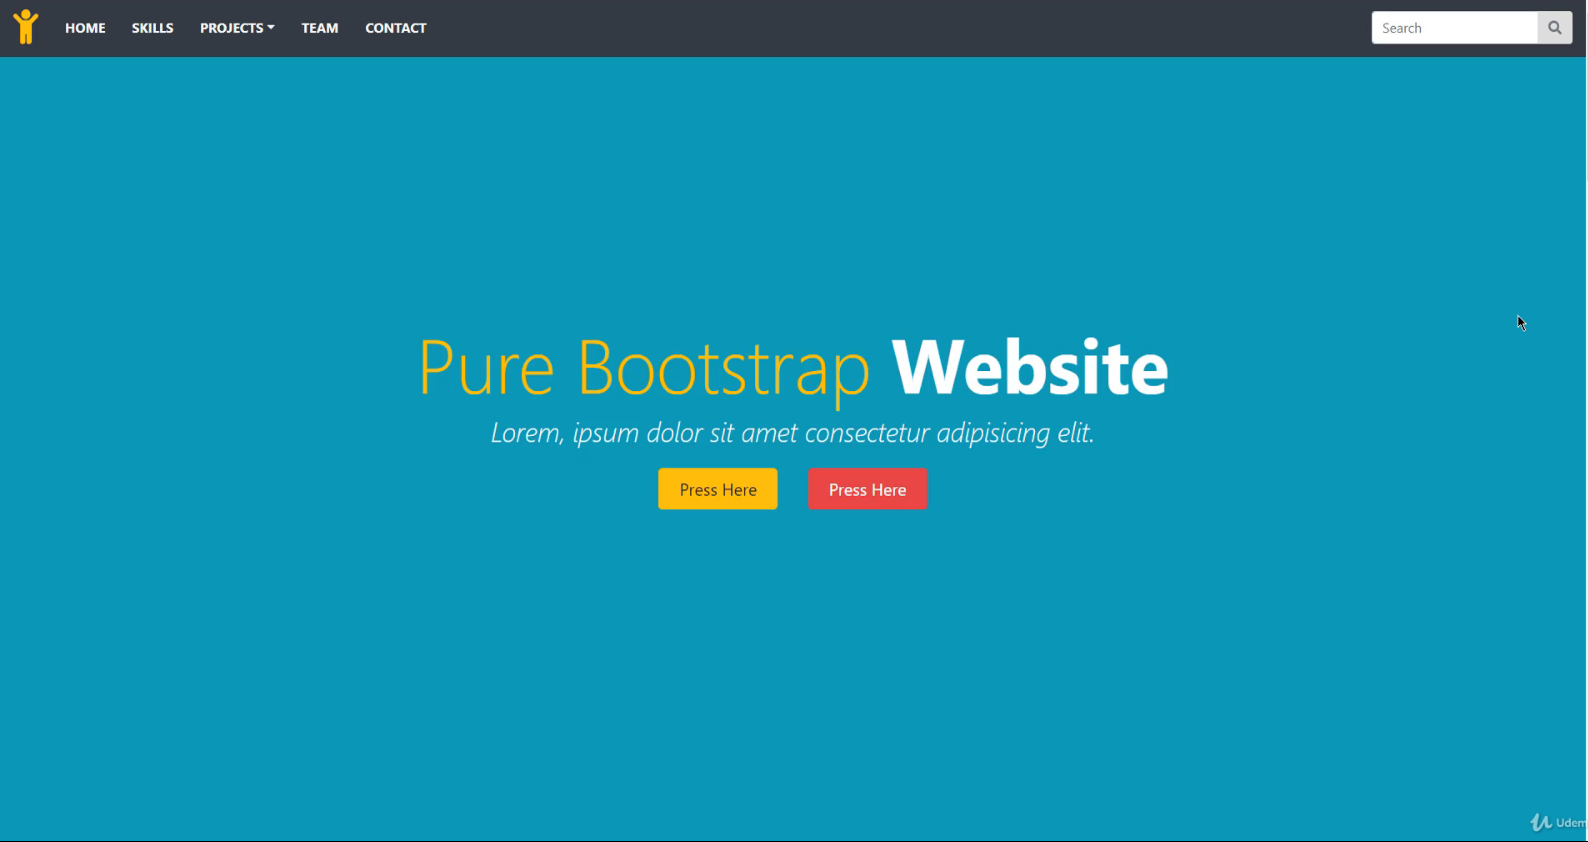 HOME SKILLS PROJECTS TEAM CONTACT Search
Pure Bootstrap Website
Lorem, ipsum dolor sit amet consectetur adipisicing elit.
Press Here Press Here
Udem